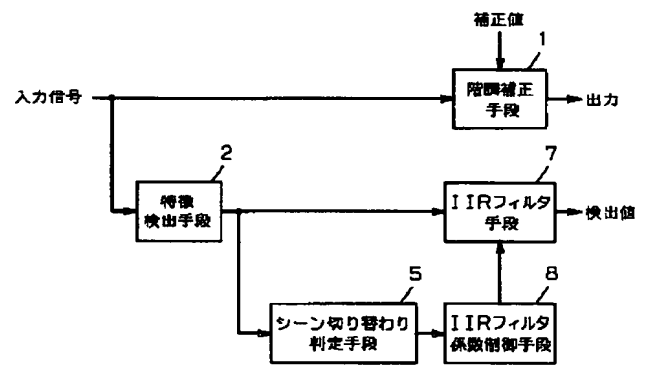 補正値
1
入力信号
階調補正
手段
出力
2
7
特徴
検出手段
IIRフィルタ
手段
検出値
5
8
シーン切り替わり
判定手段
IIRフィルタ
係数制御手段